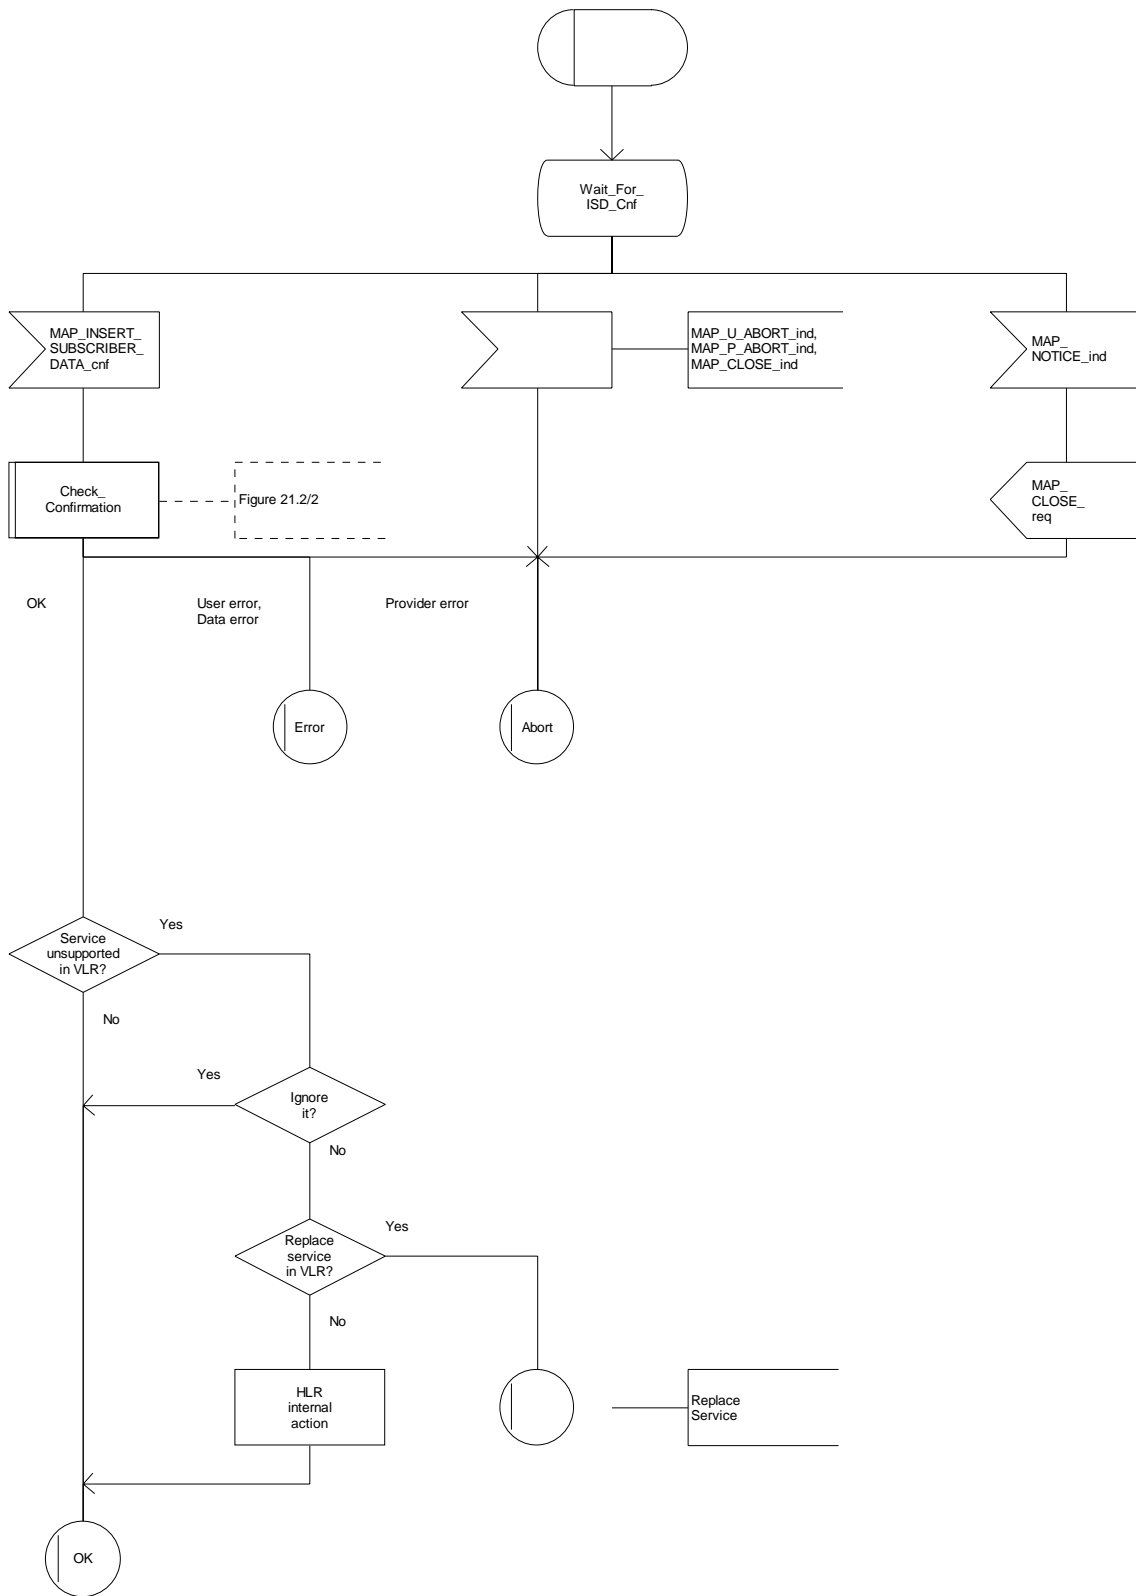 Wait_For_
ISD_Cnf
MAP_INSERT_
SUBSCRIBER_
DATA_cnf
MAP_U_ABORT_ind,
MAP_P_ABORT_ind,
MAP_CLOSE_ind
MAP_
NOTICE_ind
Check_
Confirmation
Figure 21.2/2
MAP_
CLOSE_
req
OK
User error,
Data error
Provider error
Error
Abort
Service
unsupported
in VLR?
Yes
No
Yes
Ignore
it?
No
Replace
service
in VLR?
Yes
No
HLR
internal
action
Replace
Service
OK